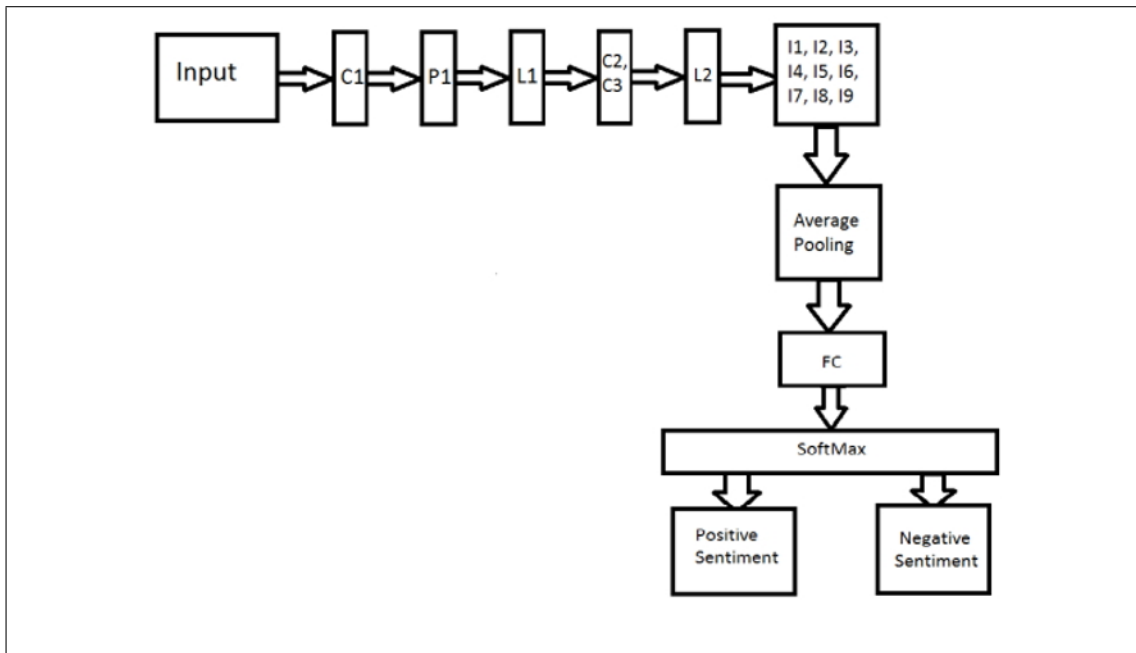 Input
C1
P1
L1
C2,
C3
L2
I1, I2, I3,
I4, I5, I6,
I7, I8, I9
Average
Pooling
FC
SoftMax
Positive
Sentiment
Negative
Sentiment